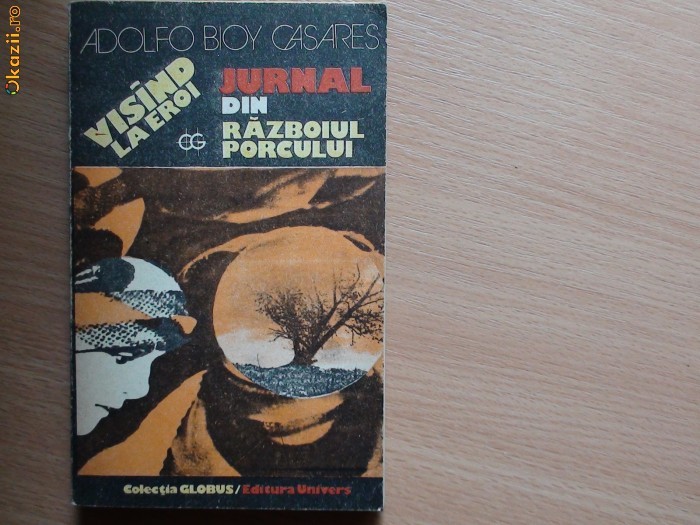 Okazii.ro
ADOLFO BIOY CASARES
VISÎND
LA EROI
JURNAL
DIN
RĂZBOIUL
PORCULUI
CG
Colecția GLOBUS/Editura Univers